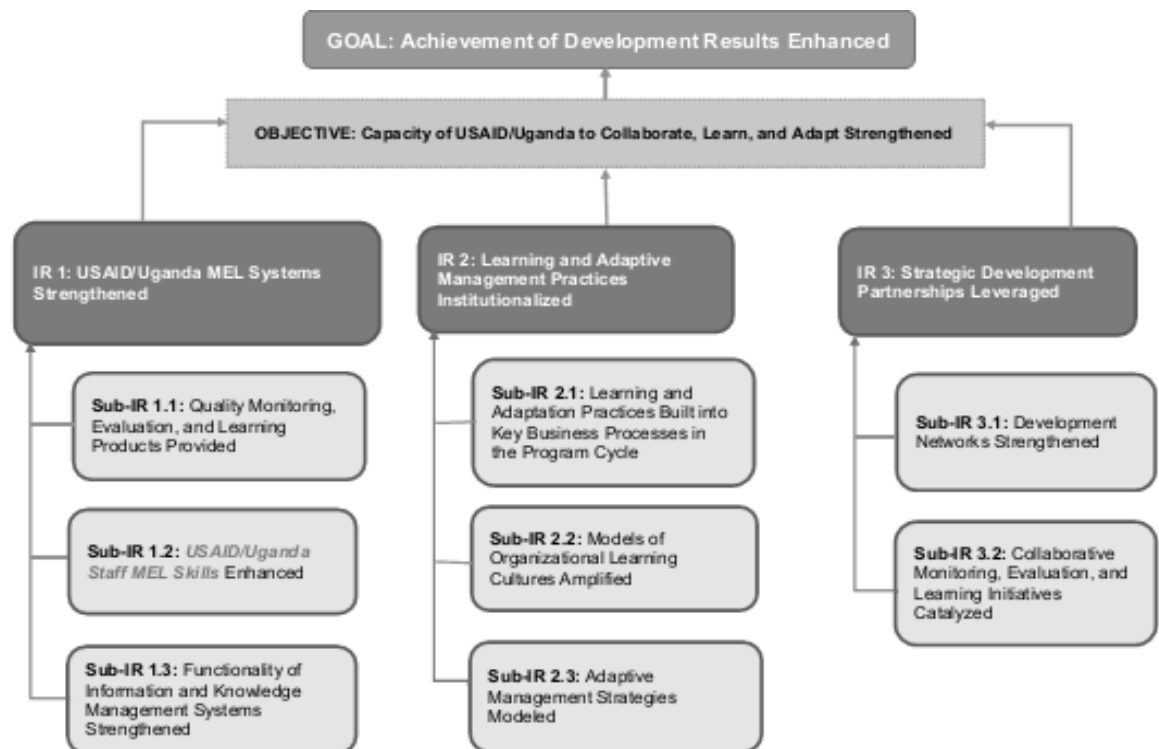 GOAL: Achievement of Development Results Enhanced
OBJECTIVE: Capacity of USAID/Uganda to Collaborate, Learn, and Adapt Strengthened
IR 1: USAID/Uganda MEL Systems
Strengthened
Sub-IR 1.1: Quality Monitoring,
Evaluation, and Learning
Products Provided
Sub-IR 1.2: USAID/Uganda
Staff MEL Skills Enhanced
Sub-IR 1.3: Functionality of
Information and Knowledge
Management Systems
Strengthened
IR 2: Learning and Adaptive
Management Practices
Institutionalized
Sub-IR 2.1: Learning and
Adaptation Practices Built into
Key Business Processes in
the Program Cycle
Sub-IR 2.2: Models of
Organizational Learning
Cultures Amplified
Sub-IR 2.3: Adaptive
Management Strategies
Modeled
IR 3: Strategic Development
Partnerships Leveraged
Sub-IR 3.1: Development
Networks Strengthened
Sub-IR 3.2: Collaborative
Monitoring, Evaluation, and
Learning Initiatives
Catalyzed